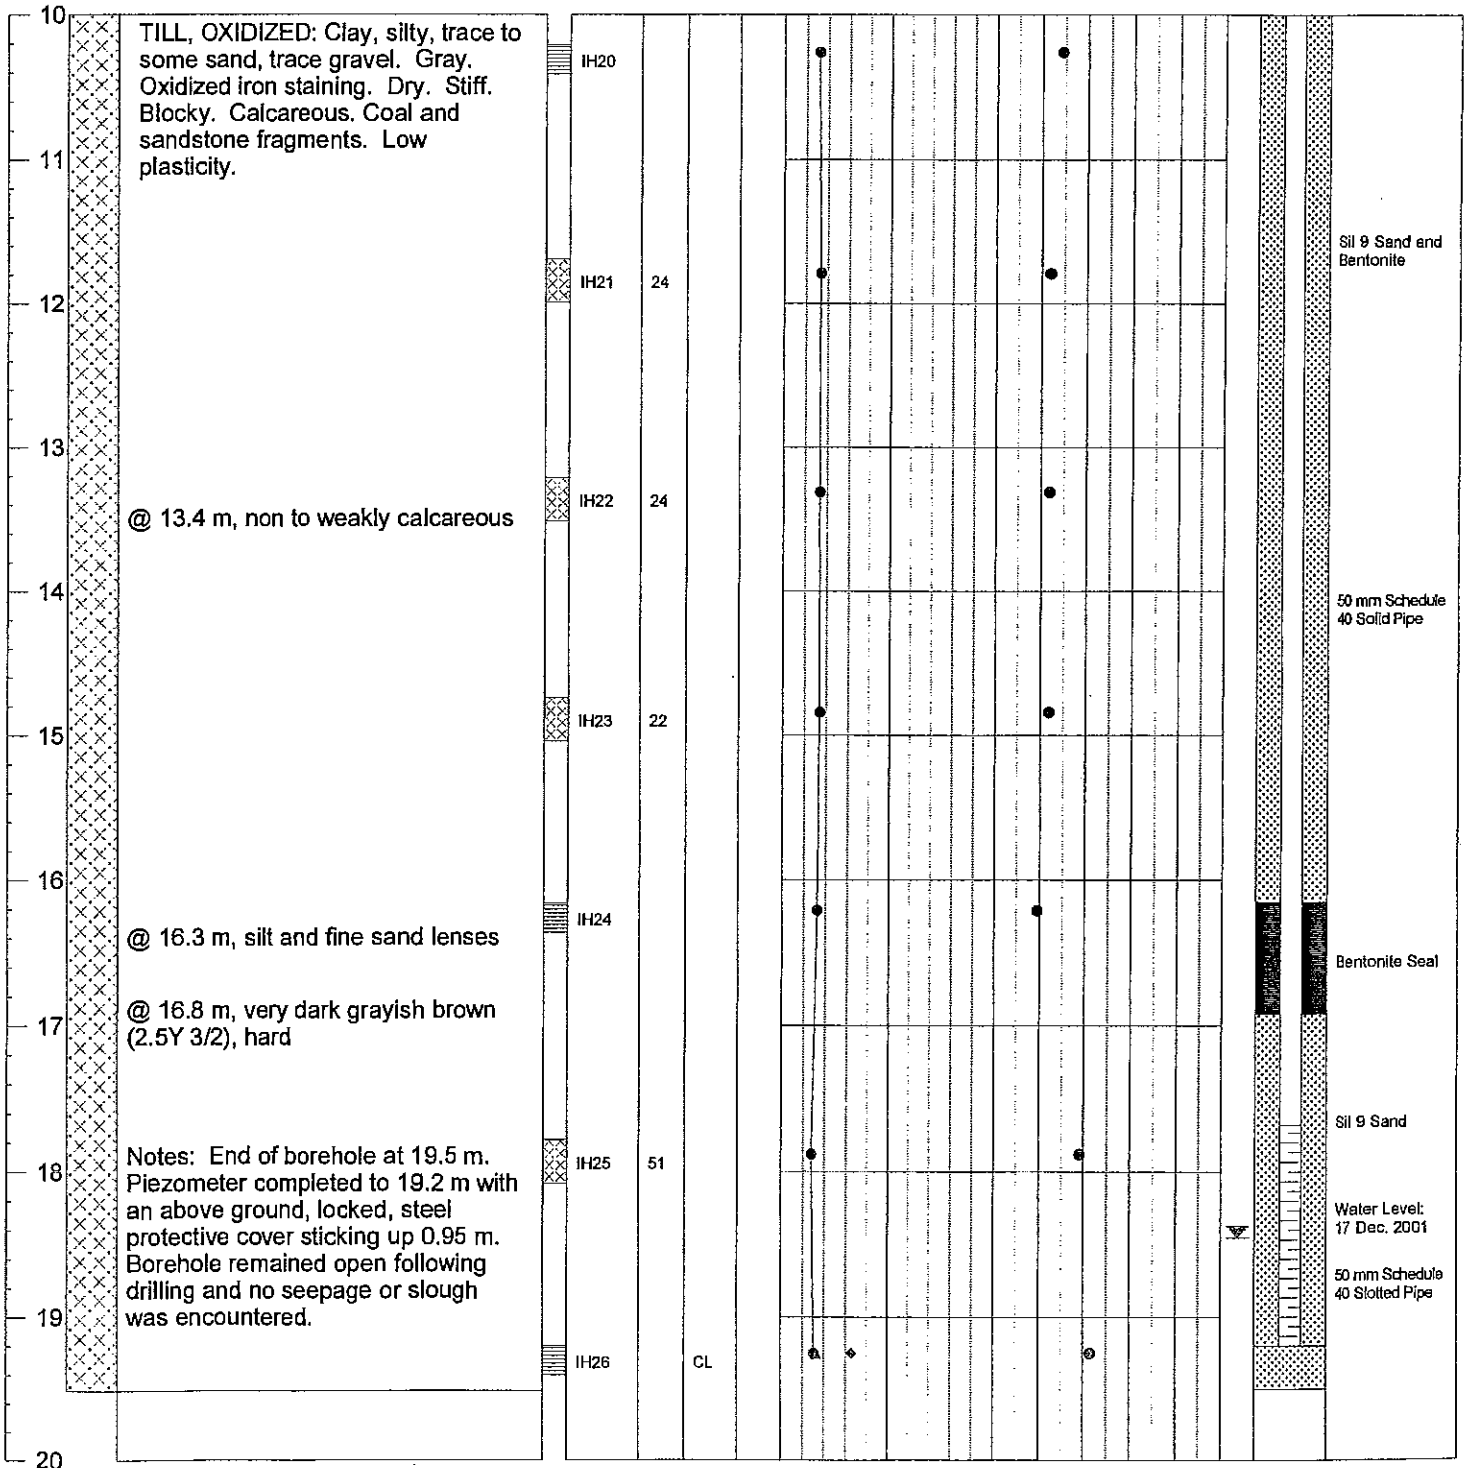 10
TILL, OXIDIZED: Clay, silty, trace to
some sand, trace gravel. Gray.
Oxidized iron staining. Dry. Stiff.
Blocky. Calcareous. Coal and
sandstone fragments. Low
plasticity.
IH20
11
Sil 9 Sand and
Bentonite
IH21 24
12
13
IH22 24
@ 13.4 m, non to weakly calcareous
14
50 mm Schedule
40 Solid Pipe
IH23 22
15
16
IH24
@ 16.3 m, silt and fine sand lenses
Bentonite Seal
@ 16.8 m, very dark grayish brown
(2.5Y 3/2), hard
17
Sil 9 Sand
IH25 51
18
Notes: End of borehole at 19.5 m.
Piezometer completed to 19.2 m with
an above ground, locked, steel
protective cover sticking up 0.95 m.
Borehole remained open following
drilling and no seepage or slough
was encountered.
Water Level:
17 Dec. 2001
50 mm Schedule
40 Slotted Pipe
19
IH26 CL
20